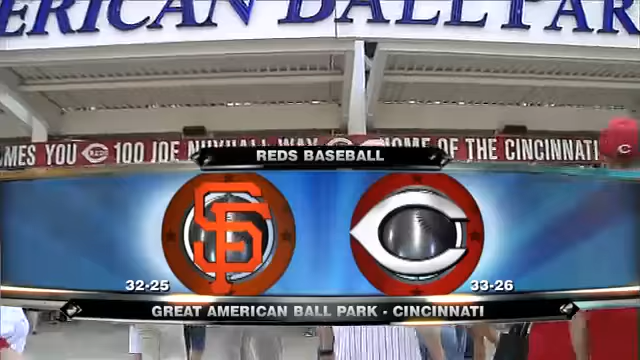 ERICAN BALL PAR
MES YOU 100 JOE NUXHALL WAY HOME OF THE CINCINNATI
REDS BASEBALL
SF C
32-25 33-26
GREAT AMERICAN BALL PARK - CINCINNATI